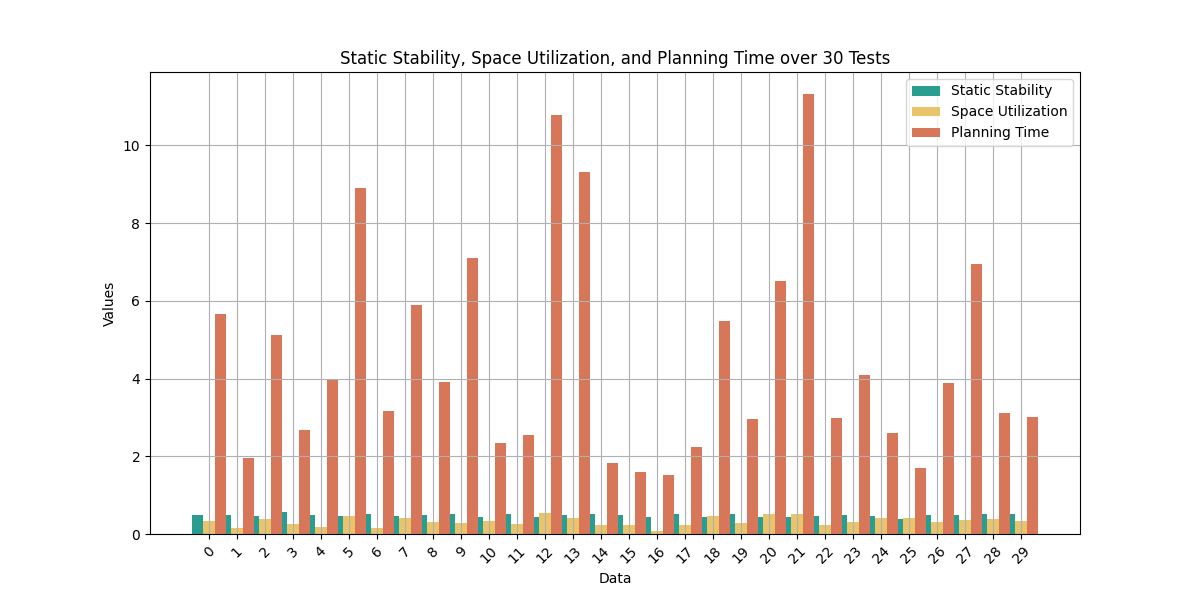 Static Stability, Space Utilization, and Planning Time over 30 Tests
Static Stability
Space Utilization
Planning Time
Values
10
8
6
4
2
0
0 1 2 3 4 5 6 7 8 9 10 11 12 13 14 15 16 17 18 19 20 21 22 23 24 25 26 27 28 29
Data